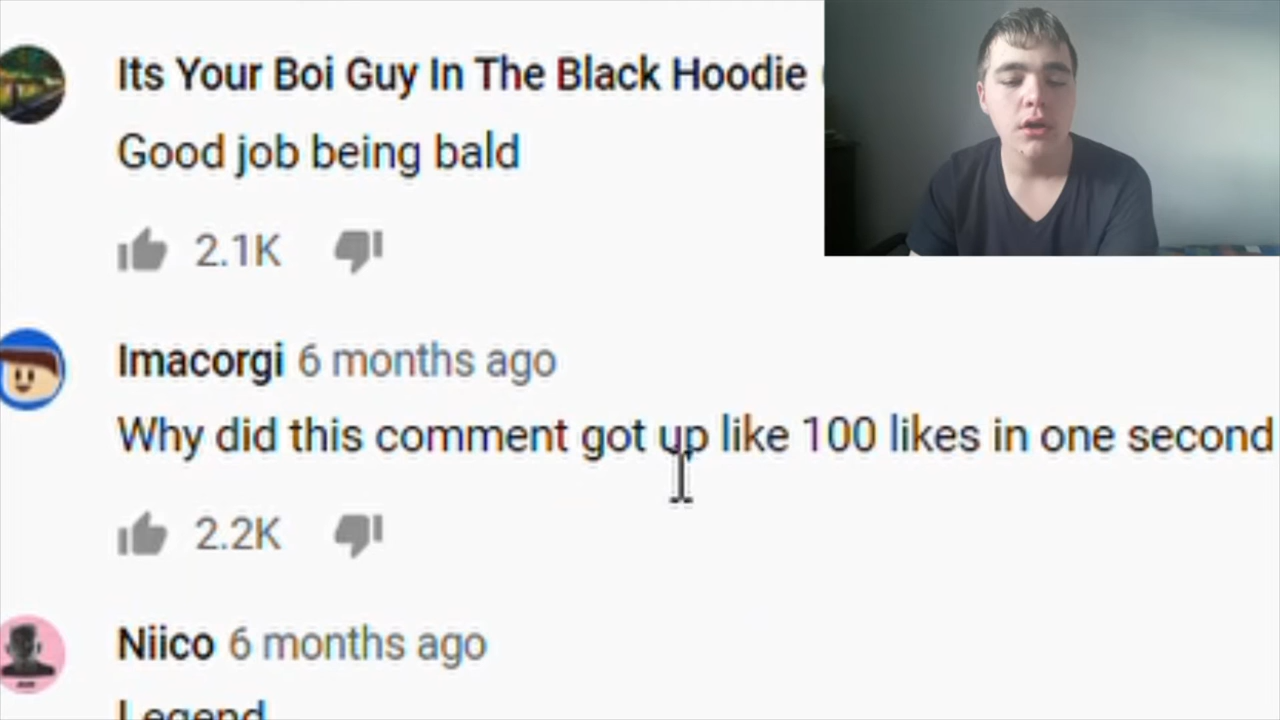 Its Your Boi Guy In The Black Hoodie
Good job being bald
2.1K
Imacorgi 6 months ago
Why did this comment got up like 100 likes in one second
2.2K
Niico 6 months ago
Legend